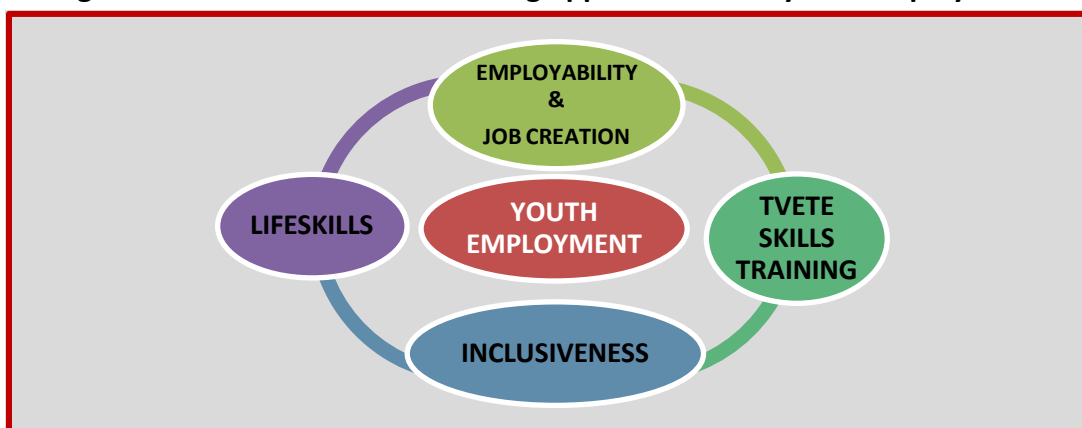 EMPLOYABILITY
&
JOB CREATION
LIFESKILLS
YOUTH
EMPLOYMENT
TVETE
SKILLS
TRAINING
INCLUSIVENESS